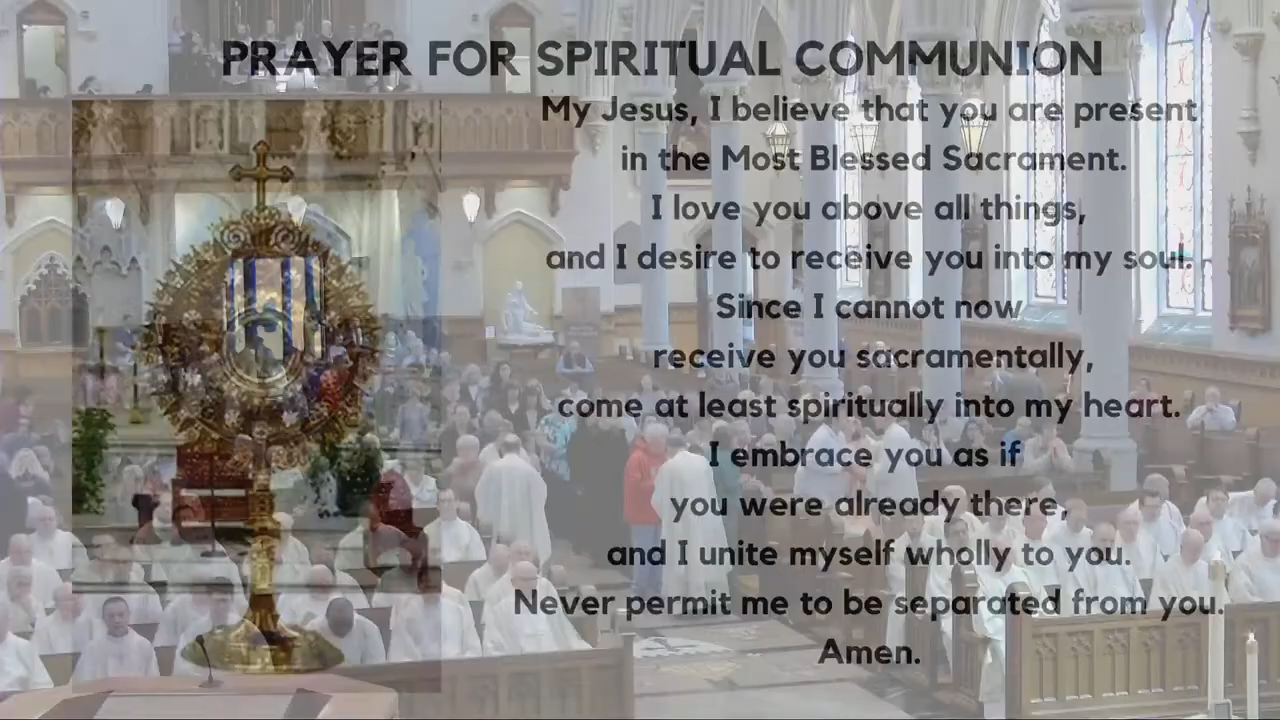 PRAYER FOR SPIRITUAL COMMUNION
My Jesus, I believe that you are present
in the Most Blessed Sacrament.
I love you above all things,
and I desire to receive you into my soul.
Since I cannot now
receive you sacramentally,
come at least spiritually into my heart.
I embrace you as if
you were already there,
and I unite myself wholly to you.
Never permit me to be separated from you.
Amen.